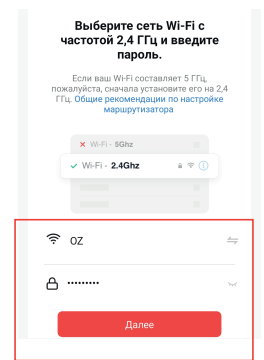 Выберите сеть Wi-Fi с
частотой 2,4 ГГц и введите
пароль.
Если ваш Wi-Fi составляет 5 ГГц,
пожалуйста, сначала установите его на 2,4
ГГц. Общие рекомендации по настройке
маршрутизатора
Wi-Fi - 5Ghz
Wi-Fi - 2.4Ghz
OZ
•••••••••
Далее